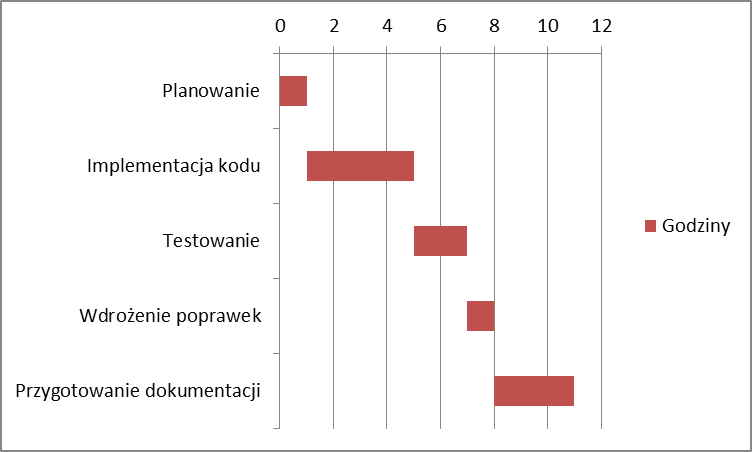 0 2 4 6 8 10 12
Planowanie
Implementacja kodu
Testowanie
Godziny
Wdrożenie poprawek
Przygotowanie dokumentacji